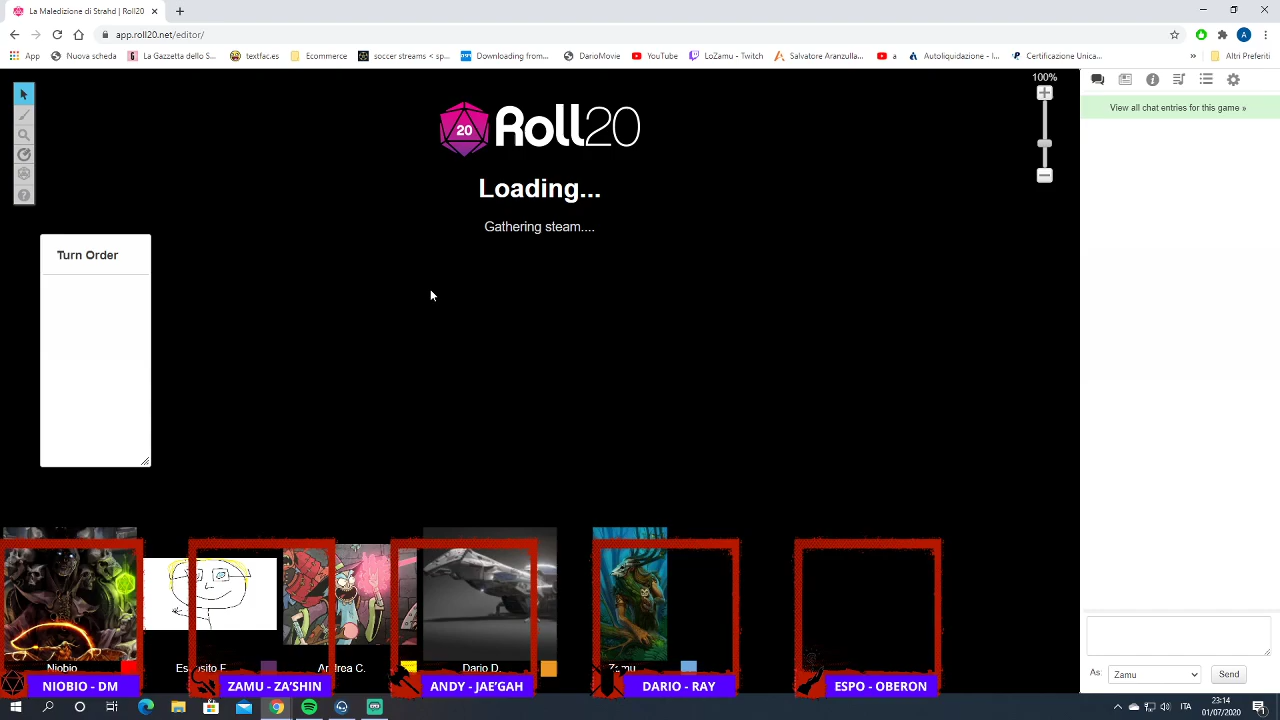 La Maledizione di Strahd | Roll20
Zamu
app.roll20.net/editor/
A
App
Nuova scheda
La Gazzetta dello S...
textfac.es
Ecommerce
soccer streams < sp...
Downloading from...
DarioMovie
YouTube
LoZamu - Twitch
Salvatore Aranzulla...
a
Autoliquidazione - I...
Certificazione Unica...
»
Altri Preferiti
100%
20
Roll20
View all chat entries for this game »
Loading...
Gathering steam....
Turn Order
Niobio
Esposito F.
Andrea C.
Dario D.
Zamu
As:
Zamu
Send
NIOBIO - DM
ZAMU - ZA'SHIN
ANDY - JAE'GAH
DARIO - RAY
ESPO - OBERON
ITA
23:14
01/07/2020
1